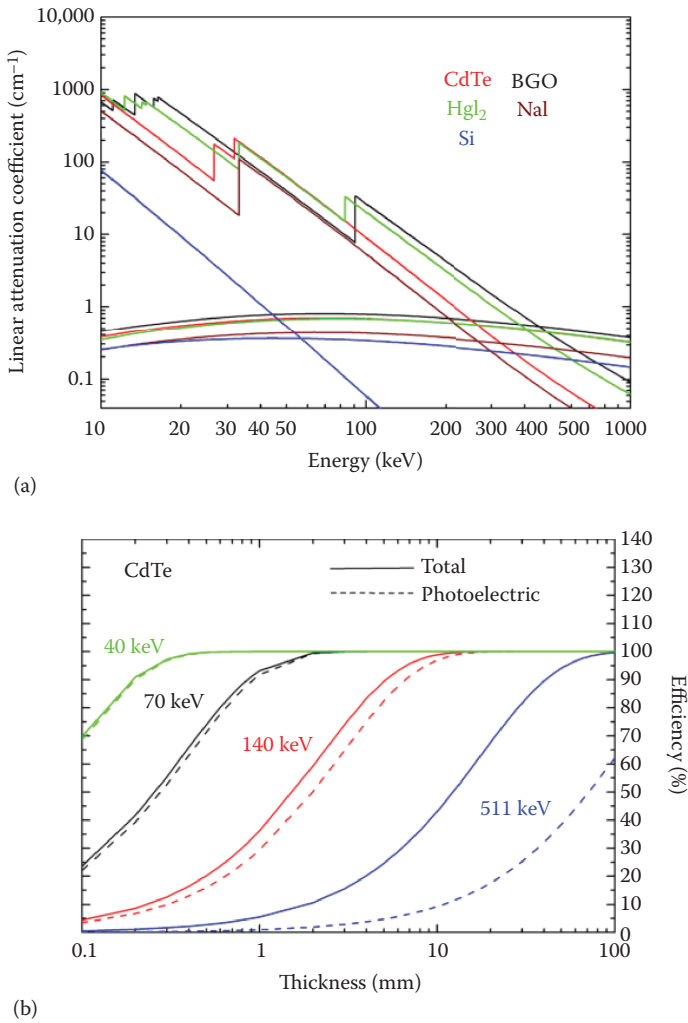 10,000
1000
100
10
1
0.1
Linear attenuation coefficient (cm⁻¹)
CdTe BGO
HgI₂ NaI
Si
10 20 30 40 50 100 200 300 400 500 1000
Energy (keV)
(a)
CdTe
Total
Photoelectric
40 keV
70 keV
140 keV
511 keV
140
130
120
110
100
90
80
70
60
50
40
30
20
10
0
Efficiency (%)
0.1 1 10 100
Thickness (mm)
(b)